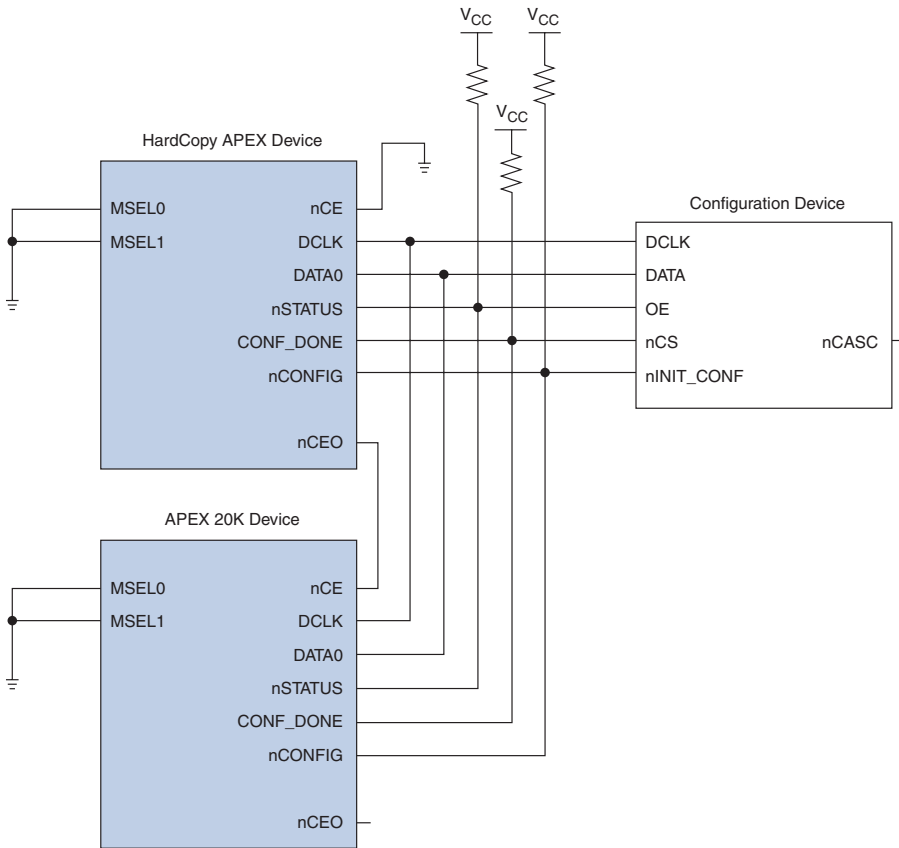 VCC
VCC
VCC
HardCopy APEX Device
MSEL0
MSEL1
nCE
DCLK
DATA0
nSTATUS
CONF_DONE
nCONFIG
nCEO
Configuration Device
DCLK
DATA
OE
nCS
nINIT_CONF
nCASC
APEX 20K Device
MSEL0
MSEL1
nCE
DCLK
DATA0
nSTATUS
CONF_DONE
nCONFIG
nCEO